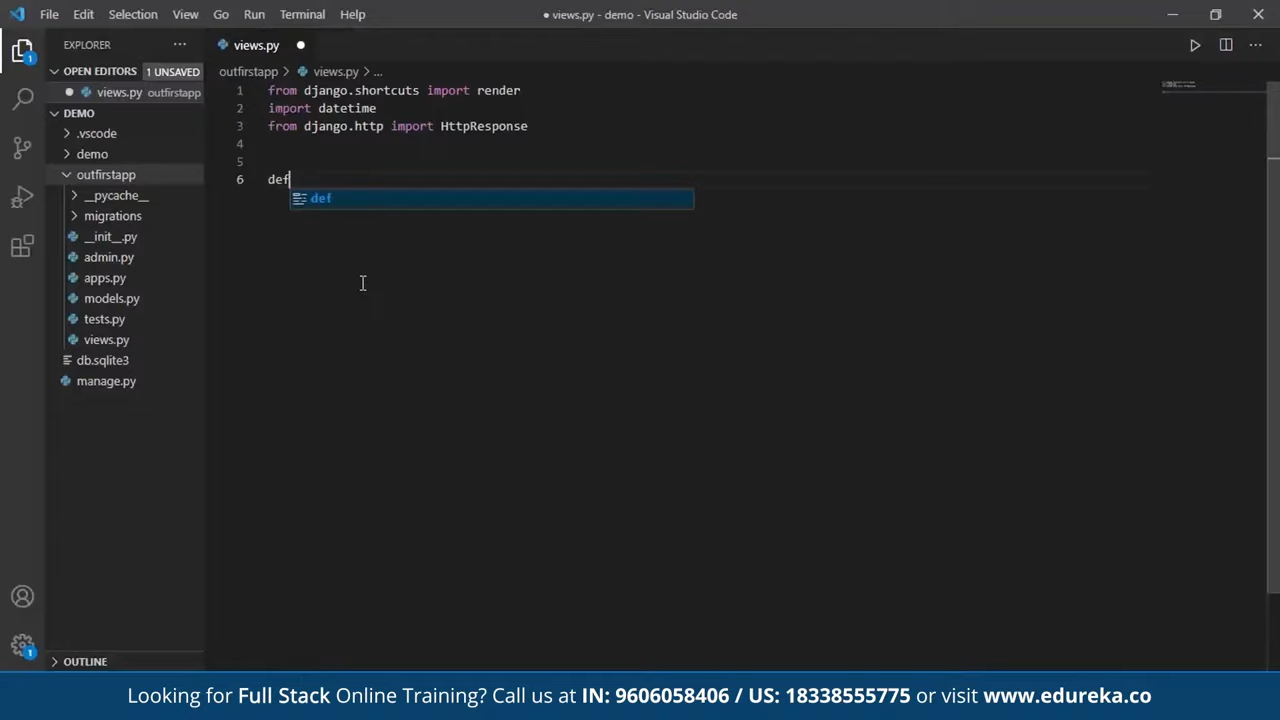 File Edit Selection View Go Run Terminal Help
● views.py - demo - Visual Studio Code
EXPLORER
views.py
OPEN EDITORS 1 UNSAVED
views.py outfirstapp
outfirstapp > views.py > ...
DEMO
.vscode
demo
outfirstapp
__pycache__
migrations
__init__.py
admin.py
apps.py
models.py
tests.py
views.py
db.sqlite3
manage.py
OUTLINE
1 from django.shortcuts import render
2 import datetime
3 from django.http import HttpResponse
4
5
6 def
def
1
1
Looking for Full Stack Online Training? Call us at IN: 9606058406 / US: 18338555775 or visit www.edureka.co